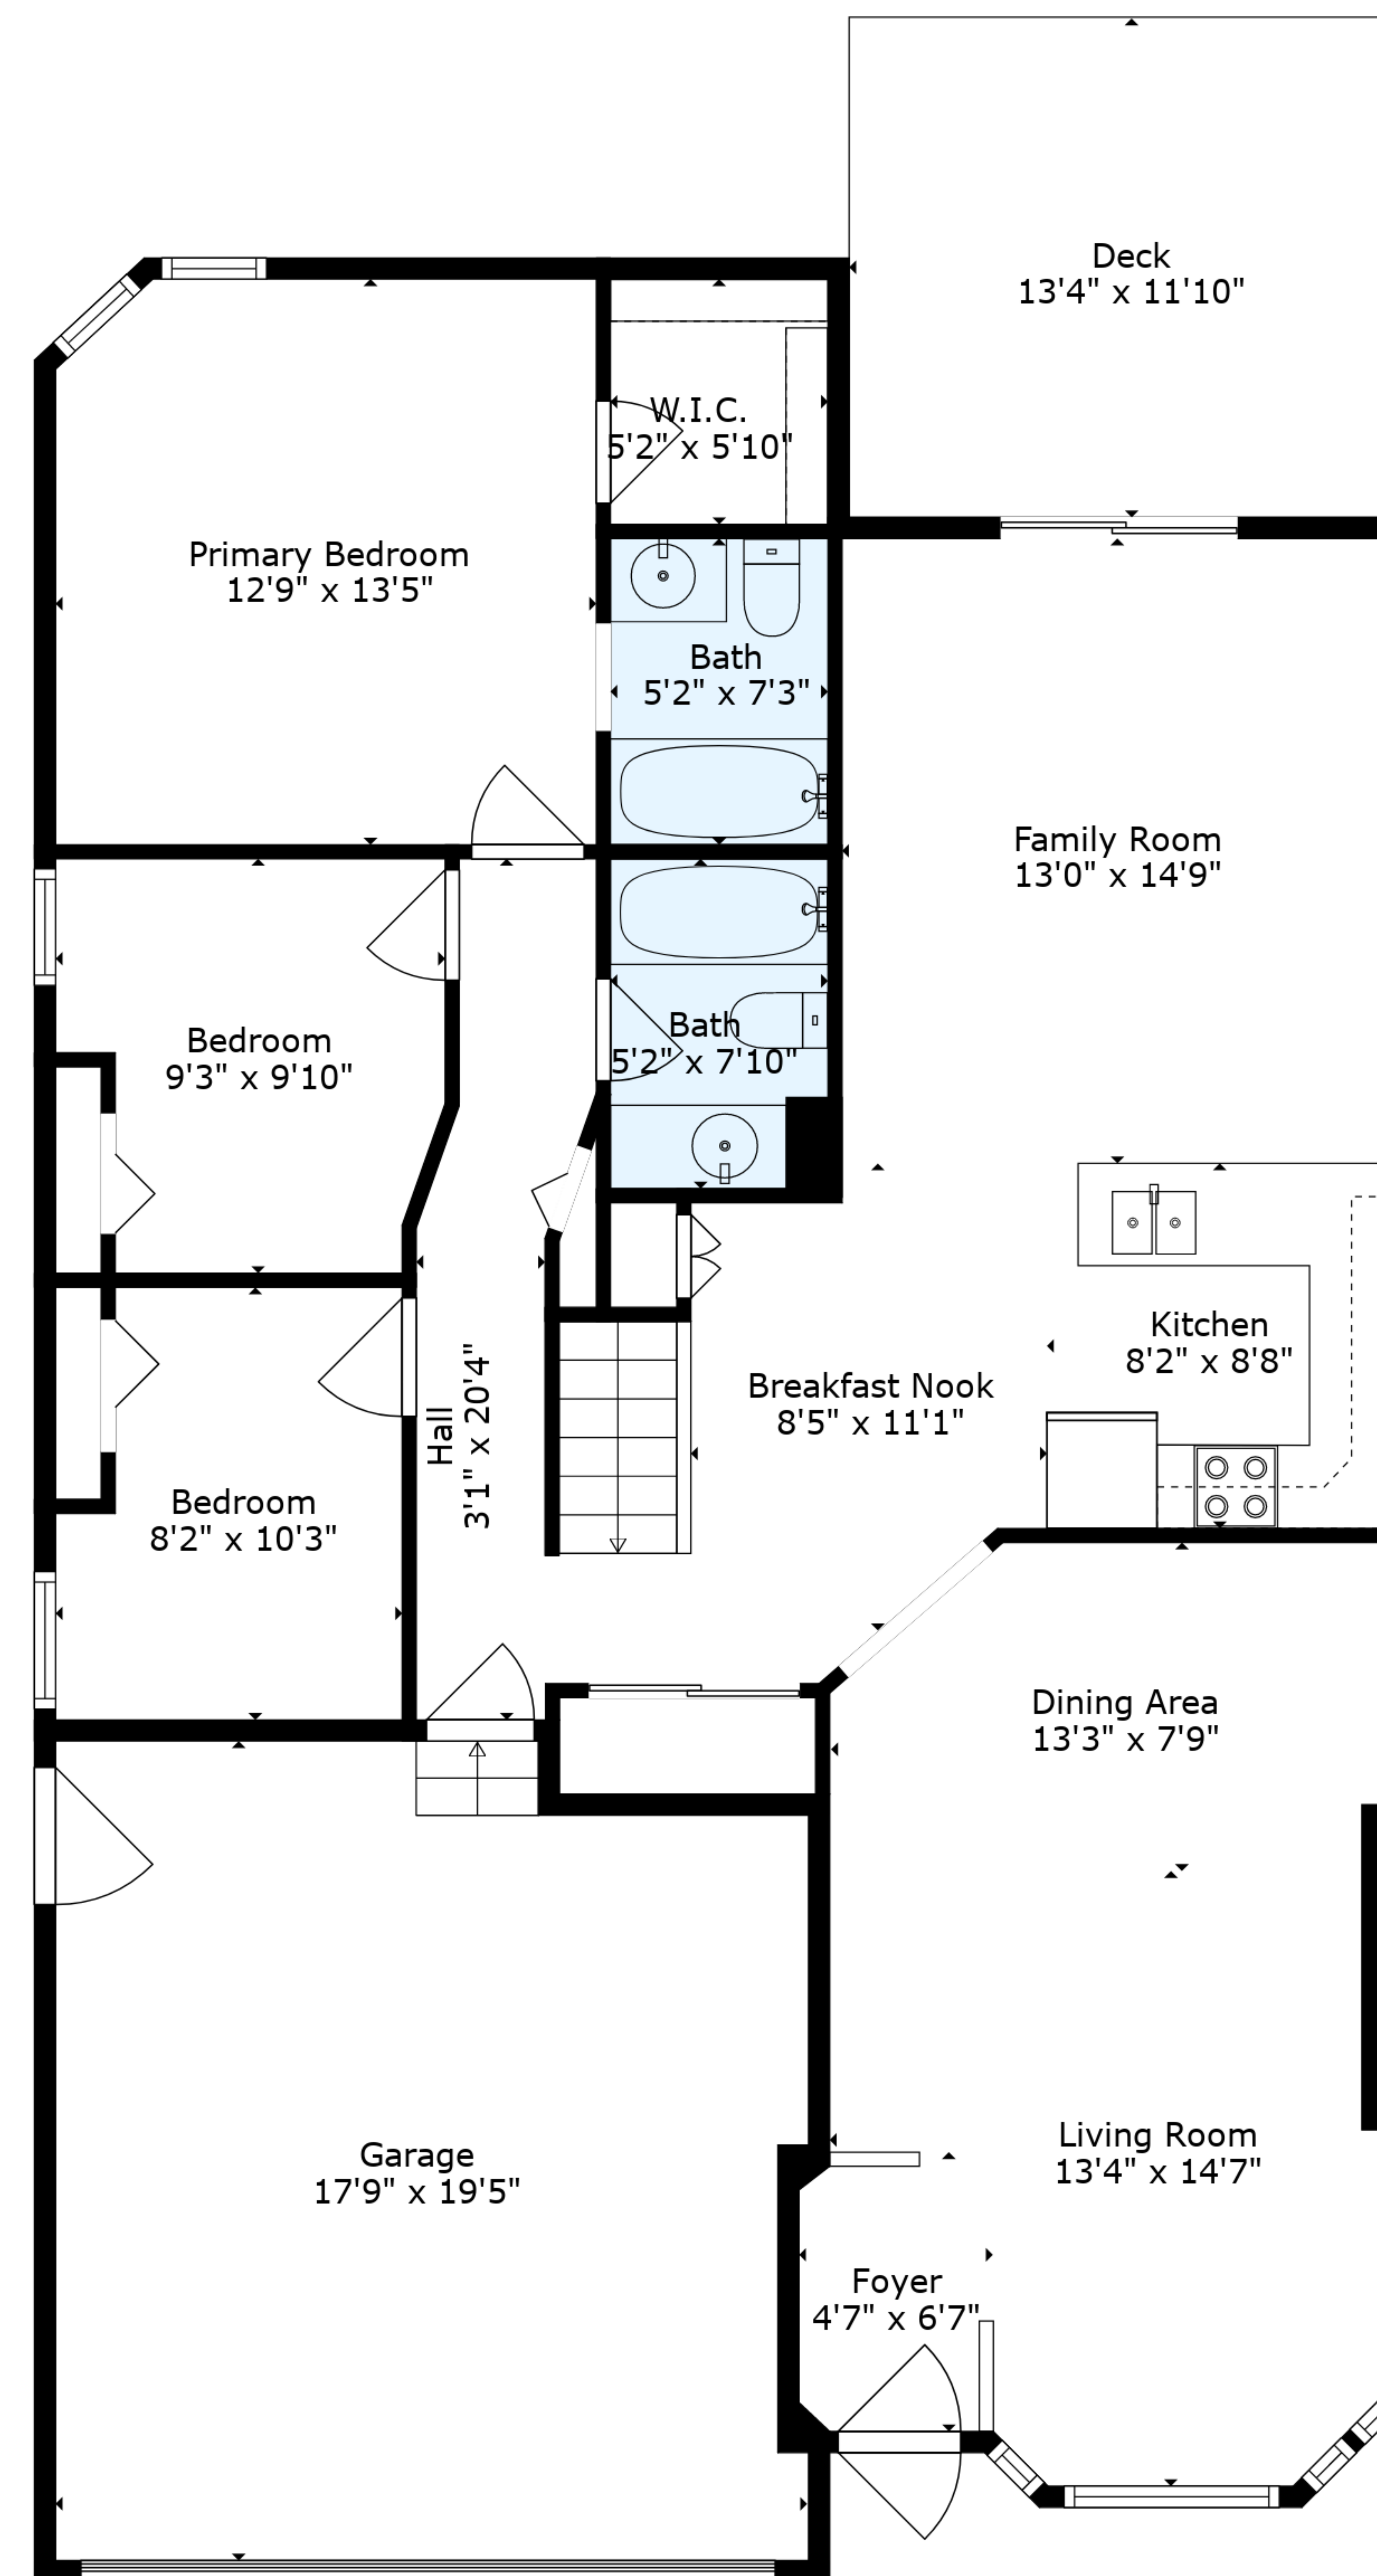 Deck
13'4" x 11'10"
W.I.C.
5'2" x 5'10"
Primary Bedroom
12'9" x 13'5"
Bath
5'2" x 7'3"
Family Room
13'0" x 14'9"
Bath
5'2" x 7'10"
Bedroom
9'3" x 9'10"
Kitchen
8'2" x 8'8"
Breakfast Nook
8'5" x 11'1"
Hall
3'1" x 20'4"
Bedroom
8'2" x 10'3"
Dining Area
13'3" x 7'9"
Living Room
13'4" x 14'7"
Garage
17'9" x 19'5"
Foyer
4'7" x 6'7"